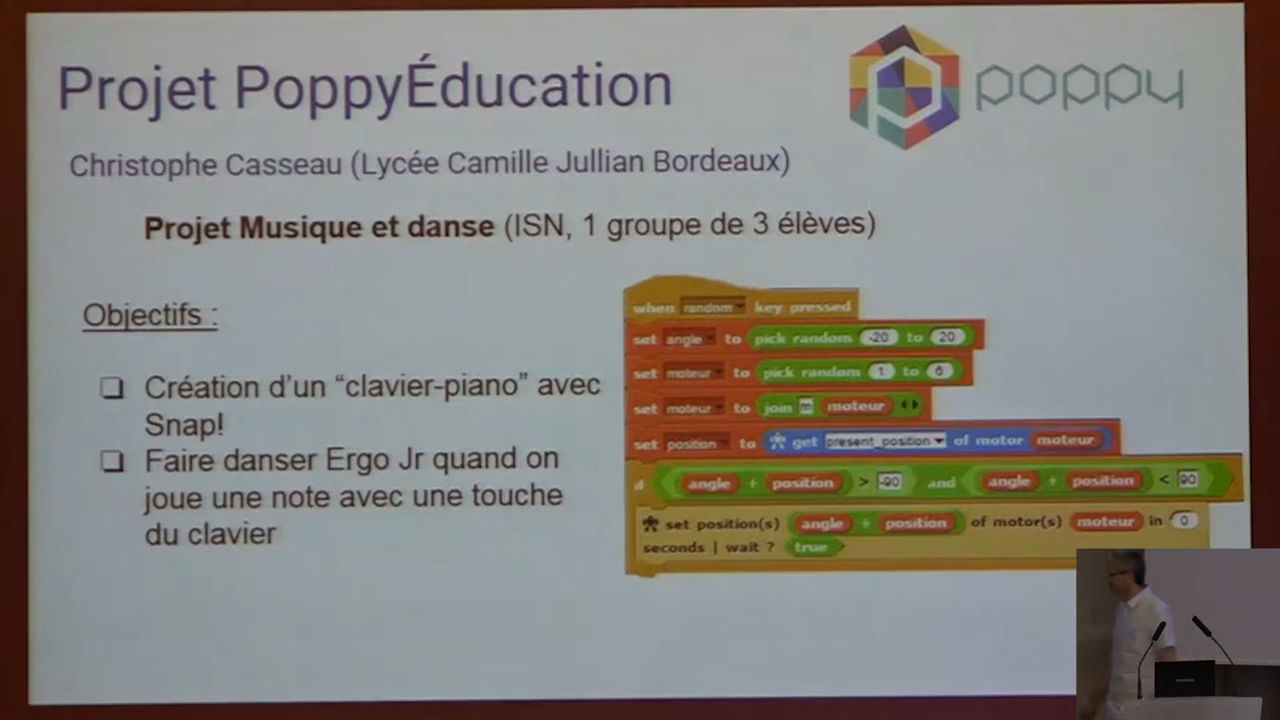 Projet PoppyÉducation
poppy
Christophe Casseau (Lycée Camille Jullian Bordeaux)
Projet Musique et danse (ISN, 1 groupe de 3 élèves)
Objectifs :
❏ Création d'un “clavier-piano” avec
Snap!
❏ Faire danser Ergo Jr quand on
joue une note avec une touche
du clavier
when random key pressed
set angle to pick random -20 to 20
set moteur to pick random 1 to 6
set moteur to join m moteur
set position to get present_position of motor moteur
if angle + position > -90 and angle + position < 90
set position(s) angle + position of motor(s) moteur in 0
seconds | wait ? true
TOSHIBA